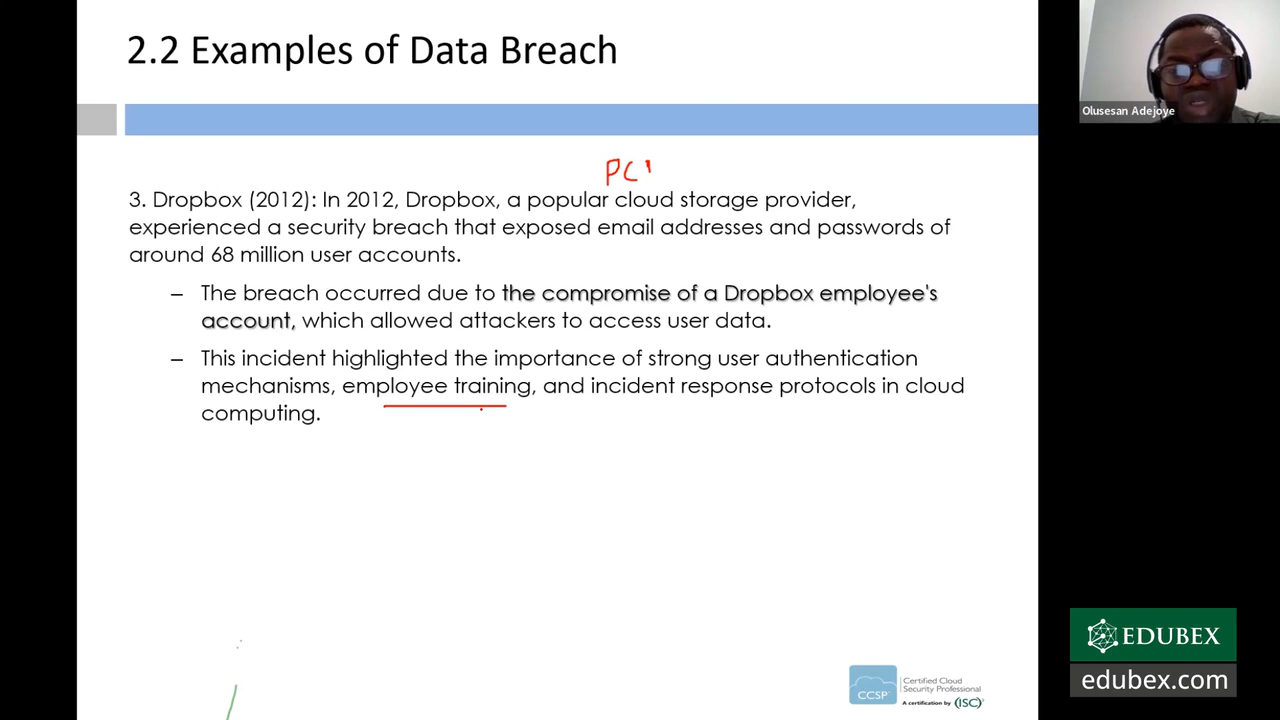 2.2 Examples of Data Breach
Olusesan Adejoye
PC
3. Dropbox (2012): In 2012, Dropbox, a popular cloud storage provider,
experienced a security breach that exposed email addresses and passwords of
around 68 million user accounts.
– The breach occurred due to the compromise of a Dropbox employee's
account, which allowed attackers to access user data.
– This incident highlighted the importance of strong user authentication
mechanisms, employee training, and incident response protocols in cloud
computing.
EDUBEX
edubex.com
CCSP
Certified Cloud
Security Professional
A certification by (ISC)²